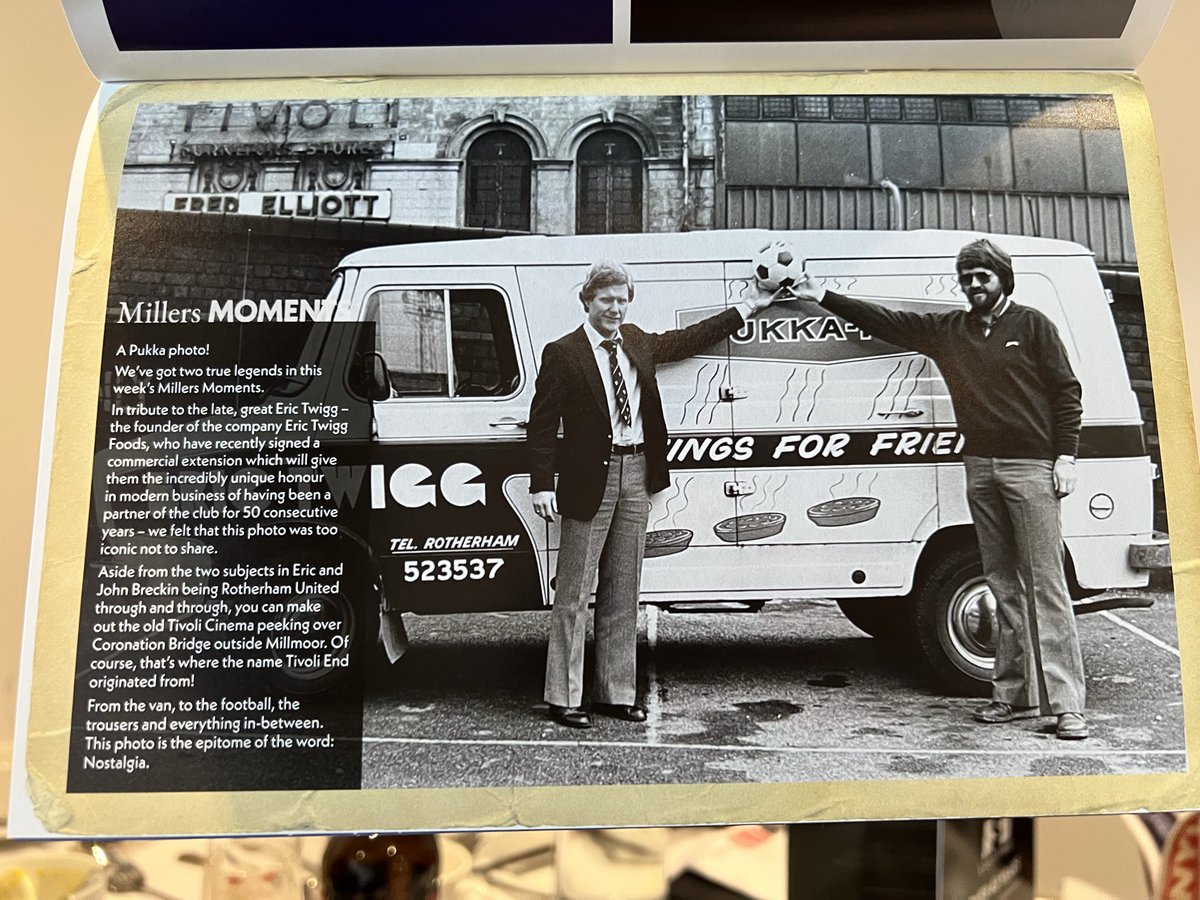 TIVOLI
FRED ELLIOTT
Millers MOMENTS
A Pukka photo!
We've got two true legends in this
week's Millers Moments.
In tribute to the late, great Eric Twigg –
the founder of the company Eric Twigg
Foods, who have recently signed a
commercial extension which will give
them the incredibly unique honour
in modern business of having been a
partner of the club for 50 consecutive
years – we felt that this photo was too
iconic not to share.
Aside from the two subjects in Eric and
John Breckin being Rotherham United
through and through, you can make
out the old Tivoli Cinema peeking over
Coronation Bridge outside Millmoor. Of
course, that's where the name Tivoli End
originated from!
From the van, to the football, the
trousers and everything in-between.
This photo is the epitome of the word:
Nostalgia.
UKKA-P
INGS FOR FRIE
WIGG
TEL. ROTHERHAM
523537